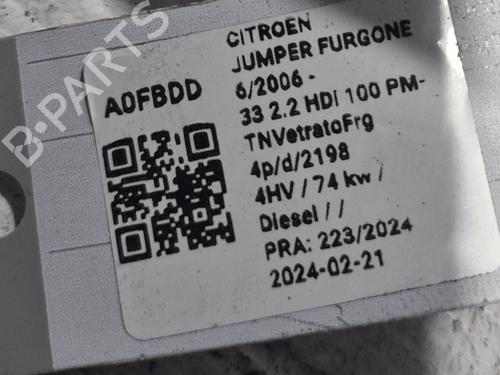 B-PARTS
A0FBDD
CITROEN
JUMPER FURGONE
6/2006 -
33 2.2 HDI 100 PM-
TNVetratoFrg
4p/d/2198
4HV / 74 kw /
Diesel / /
PRA: 223/2024
2024-02-21